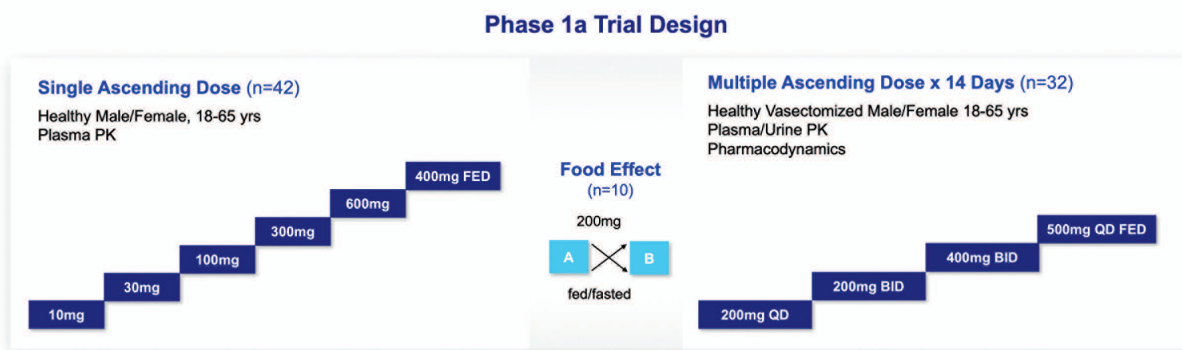 Phase 1a Trial Design
Single Ascending Dose (n=42)
Healthy Male/Female, 18-65 yrs
Plasma PK
400mg FED
600mg
300mg
100mg
30mg
10mg
Food Effect
(n=10)
200mg
A
B
fed/fasted
Multiple Ascending Dose x 14 Days (n=32)
Healthy Vasectomized Male/Female 18-65 yrs
Plasma/Urine PK
Pharmacodynamics
500mg QD FED
400mg BID
200mg BID
200mg QD